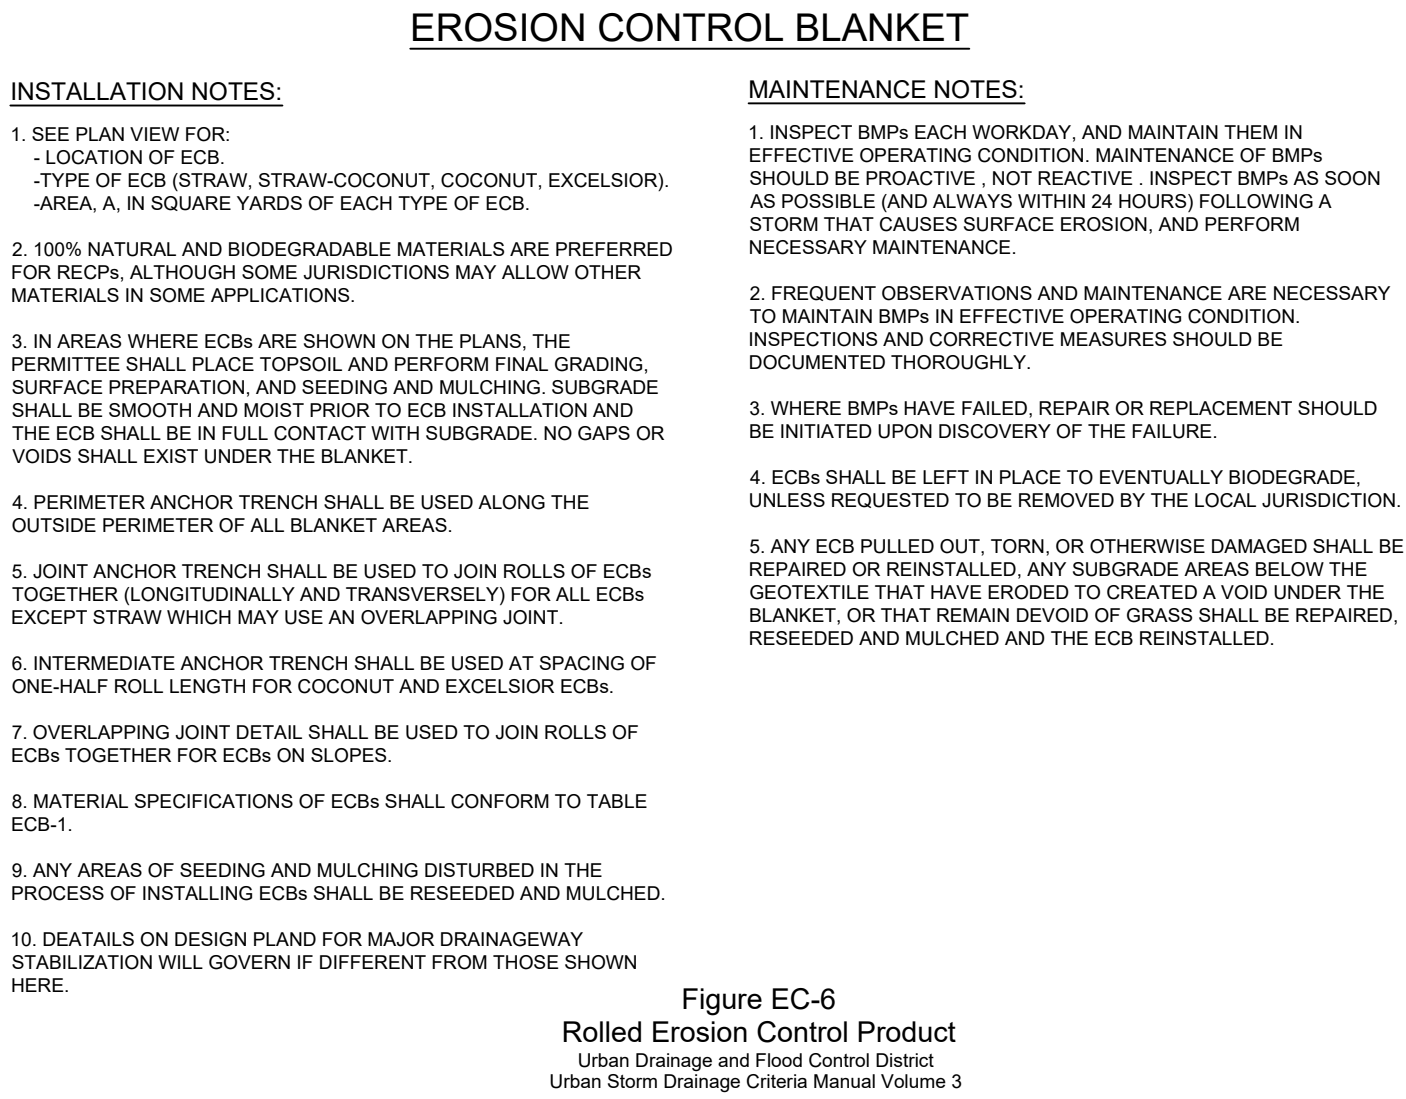 EROSION CONTROL BLANKET
INSTALLATION NOTES:
1. SEE PLAN VIEW FOR:
- LOCATION OF ECB.
-TYPE OF ECB (STRAW, STRAW-COCONUT, COCONUT, EXCELSIOR).
-AREA, A, IN SQUARE YARDS OF EACH TYPE OF ECB.
2. 100% NATURAL AND BIODEGRADABLE MATERIALS ARE PREFERRED
FOR RECPs, ALTHOUGH SOME JURISDICTIONS MAY ALLOW OTHER
MATERIALS IN SOME APPLICATIONS.
3. IN AREAS WHERE ECBs ARE SHOWN ON THE PLANS, THE
PERMITTEE SHALL PLACE TOPSOIL AND PERFORM FINAL GRADING,
SURFACE PREPARATION, AND SEEDING AND MULCHING. SUBGRADE
SHALL BE SMOOTH AND MOIST PRIOR TO ECB INSTALLATION AND
THE ECB SHALL BE IN FULL CONTACT WITH SUBGRADE. NO GAPS OR
VOIDS SHALL EXIST UNDER THE BLANKET.
4. PERIMETER ANCHOR TRENCH SHALL BE USED ALONG THE
OUTSIDE PERIMETER OF ALL BLANKET AREAS.
5. JOINT ANCHOR TRENCH SHALL BE USED TO JOIN ROLLS OF ECBs
TOGETHER (LONGITUDINALLY AND TRANSVERSELY) FOR ALL ECBs
EXCEPT STRAW WHICH MAY USE AN OVERLAPPING JOINT.
6. INTERMEDIATE ANCHOR TRENCH SHALL BE USED AT SPACING OF
ONE-HALF ROLL LENGTH FOR COCONUT AND EXCELSIOR ECBs.
7. OVERLAPPING JOINT DETAIL SHALL BE USED TO JOIN ROLLS OF
ECBs TOGETHER FOR ECBs ON SLOPES.
8. MATERIAL SPECIFICATIONS OF ECBs SHALL CONFORM TO TABLE
ECB-1.
9. ANY AREAS OF SEEDING AND MULCHING DISTURBED IN THE
PROCESS OF INSTALLING ECBs SHALL BE RESEEDED AND MULCHED.
10. DEATAILS ON DESIGN PLAND FOR MAJOR DRAINAGEWAY
STABILIZATION WILL GOVERN IF DIFFERENT FROM THOSE SHOWN
HERE.
MAINTENANCE NOTES:
1. INSPECT BMPs EACH WORKDAY, AND MAINTAIN THEM IN
EFFECTIVE OPERATING CONDITION. MAINTENANCE OF BMPs
SHOULD BE PROACTIVE , NOT REACTIVE . INSPECT BMPs AS SOON
AS POSSIBLE (AND ALWAYS WITHIN 24 HOURS) FOLLOWING A
STORM THAT CAUSES SURFACE EROSION, AND PERFORM
NECESSARY MAINTENANCE.
2. FREQUENT OBSERVATIONS AND MAINTENANCE ARE NECESSARY
TO MAINTAIN BMPs IN EFFECTIVE OPERATING CONDITION.
INSPECTIONS AND CORRECTIVE MEASURES SHOULD BE
DOCUMENTED THOROUGHLY.
3. WHERE BMPs HAVE FAILED, REPAIR OR REPLACEMENT SHOULD
BE INITIATED UPON DISCOVERY OF THE FAILURE.
4. ECBs SHALL BE LEFT IN PLACE TO EVENTUALLY BIODEGRADE,
UNLESS REQUESTED TO BE REMOVED BY THE LOCAL JURISDICTION.
5. ANY ECB PULLED OUT, TORN, OR OTHERWISE DAMAGED SHALL BE
REPAIRED OR REINSTALLED, ANY SUBGRADE AREAS BELOW THE
GEOTEXTILE THAT HAVE ERODED TO CREATED A VOID UNDER THE
BLANKET, OR THAT REMAIN DEVOID OF GRASS SHALL BE REPAIRED,
RESEEDED AND MULCHED AND THE ECB REINSTALLED.
Figure EC-6
Rolled Erosion Control Product
Urban Drainage and Flood Control District
Urban Storm Drainage Criteria Manual Volume 3